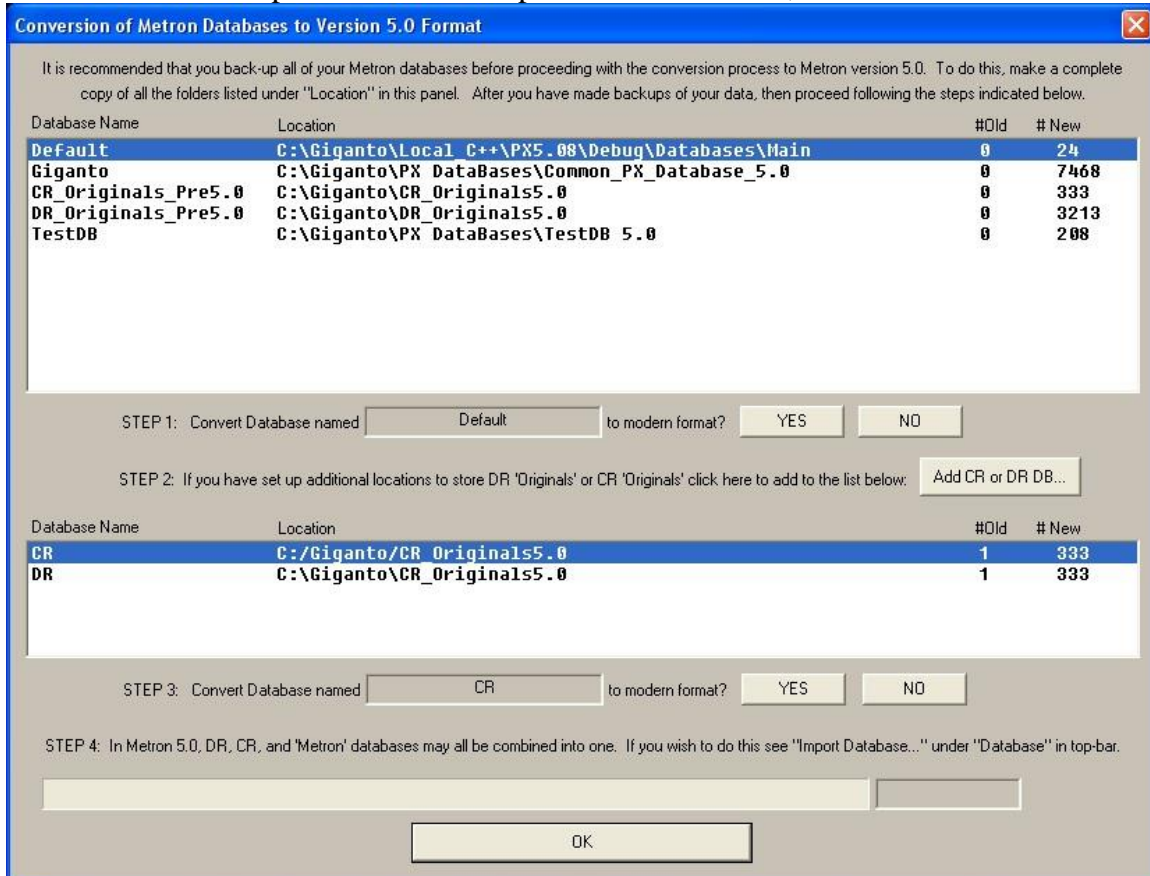 Conversion of Metron Databases to Version 5.0 Format
It is recommended that you back-up all of your Metron databases before proceeding with the conversion process to Metron version 5.0. To do this, make a complete
copy of all the folders listed under "Location" in this panel. After you have made backups of your data, then proceed following the steps indicated below.
Database Name Location #Old # New
Default C:\Giganto\Local_C++\PX5.08\Debug\Databases\Main 0 24
Giganto C:\Giganto\PX DataBases\Common_PX_Database_5.0 0 7468
CR_Originals_Pre5.0 C:\Giganto\CR_Originals5.0 0 333
DR_Originals_Pre5.0 C:\Giganto\DR_Originals5.0 0 3213
TestDB C:\Giganto\PX DataBases\TestDB 5.0 0 208
STEP 1: Convert Database named Default to modern format? YES NO
STEP 2: If you have set up additional locations to store DR 'Originals' or CR 'Originals' click here to add to the list below: Add CR or DR DB...
Database Name Location #Old # New
CR C:/Giganto/CR_Originals5.0 1 333
DR C:\Giganto\CR_Originals5.0 1 333
STEP 3: Convert Database named CR to modern format? YES NO
STEP 4: In Metron 5.0, DR, CR, and 'Metron' databases may all be combined into one. If you wish to do this see "Import Database..." under "Database" in top-bar.
OK